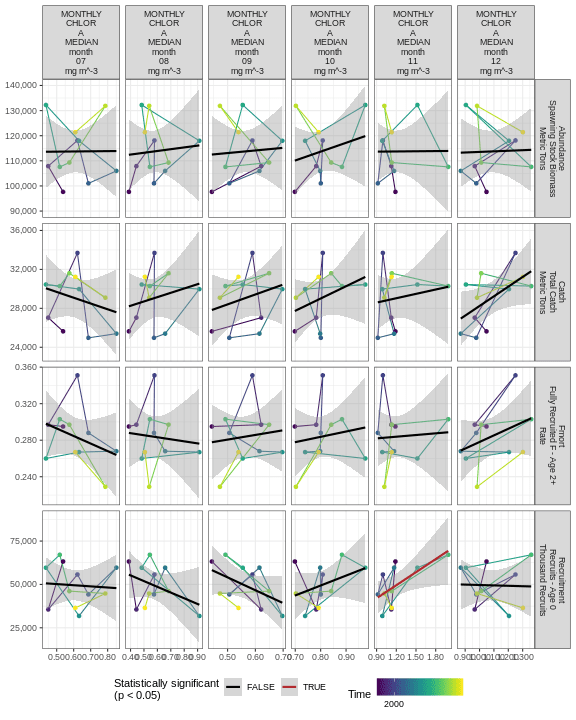 MONTHLY
CHLOR
A
MEDIAN
month
07
mg m^-3
MONTHLY
CHLOR
A
MEDIAN
month
08
mg m^-3
MONTHLY
CHLOR
A
MEDIAN
month
09
mg m^-3
MONTHLY
CHLOR
A
MEDIAN
month
10
mg m^-3
MONTHLY
CHLOR
A
MEDIAN
month
11
mg m^-3
MONTHLY
CHLOR
A
MEDIAN
month
12
mg m^-3
140,000
130,000
120,000
110,000
100,000
90,000
Abundance
Spawning Stock Biomass
Metric Tons
36,000
32,000
28,000
24,000
Catch
Total Catch
Metric Tons
0.360
0.320
0.280
0.240
Fmort
Fully Recruited F - Age 2+
Rate
75,000
50,000
25,000
Recruitment
Recruits - Age 0
Thousand Recruits
0.500 0.60 0.700 0.80
0.40 0.50 0.60 0.70 0.80 0.90
0.50 0.60 0.70
0.70 0.80 0.90
0.90 1.20 1.50 1.80
Statistically significant
(p < 0.05)
FALSE
TRUE
Time
2000